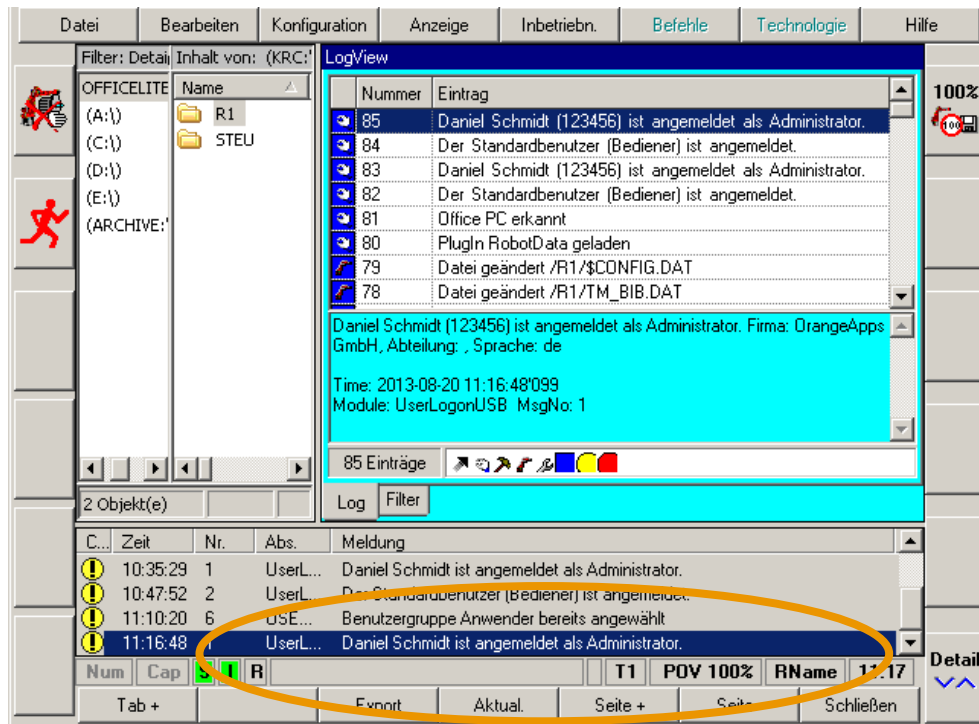 Datei Bearbeiten Konfiguration Anzeige Inbetriebn. Befehle Technologie Hilfe
Filter: Detai Inhalt von: (KRC:' LogView
OFFICELITE Name
(A:\) R1
(C:\) STEU
(D:\)
(E:\)
(ARCHIVE:'
2 Objekt(e)
Nummer Eintrag
85 Daniel Schmidt (123456) ist angemeldet als Administrator.
84 Der Standardbenutzer (Bediener) ist angemeldet.
83 Daniel Schmidt (123456) ist angemeldet als Administrator.
82 Der Standardbenutzer (Bediener) ist angemeldet.
81 Office PC erkannt
80 PlugIn RobotData geladen
79 Datei geändert /R1/$CONFIG.DAT
78 Datei geändert /R1/TM_BIB.DAT
Daniel Schmidt (123456) ist angemeldet als Administrator. Firma: OrangeApps
GmbH, Abteilung: , Sprache: de
Time: 2013-08-20 11:16:48'099
Module: UserLogonUSB MsgNo: 1
85 Einträge
Log Filter
100%
100
C... Zeit Nr. Abs. Meldung
10:35:29 1 UserL... Daniel Schmidt ist angemeldet als Administrator.
10:47:52 2 UserL... Der Standardbenutzer (Bediener) ist angemeldet.
11:10:20 6 USE... Benutzergruppe Anwender bereits angewählt
11:16:48 1 UserL... Daniel Schmidt ist angemeldet als Administrator.
Num Cap S I R T1 POV 100% RName 11:17
Detail
Tab + Export Aktual. Seite + Seite Schließen